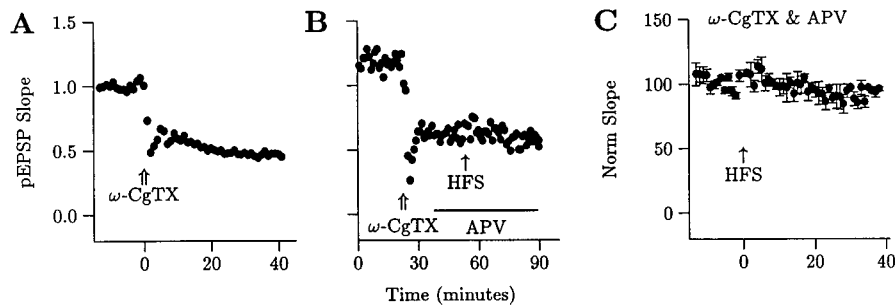 A
pEPSP Slope
1.5
1.0
0.5
0.0
⇑
ω-CgTX
0 20 40
B
⇑
ω-CgTX
↑
HFS
APV
0 30 60 90
Time (minutes)
C
ω-CgTX & APV
Norm Slope
150
100
50
0
↑
HFS
0 20 40